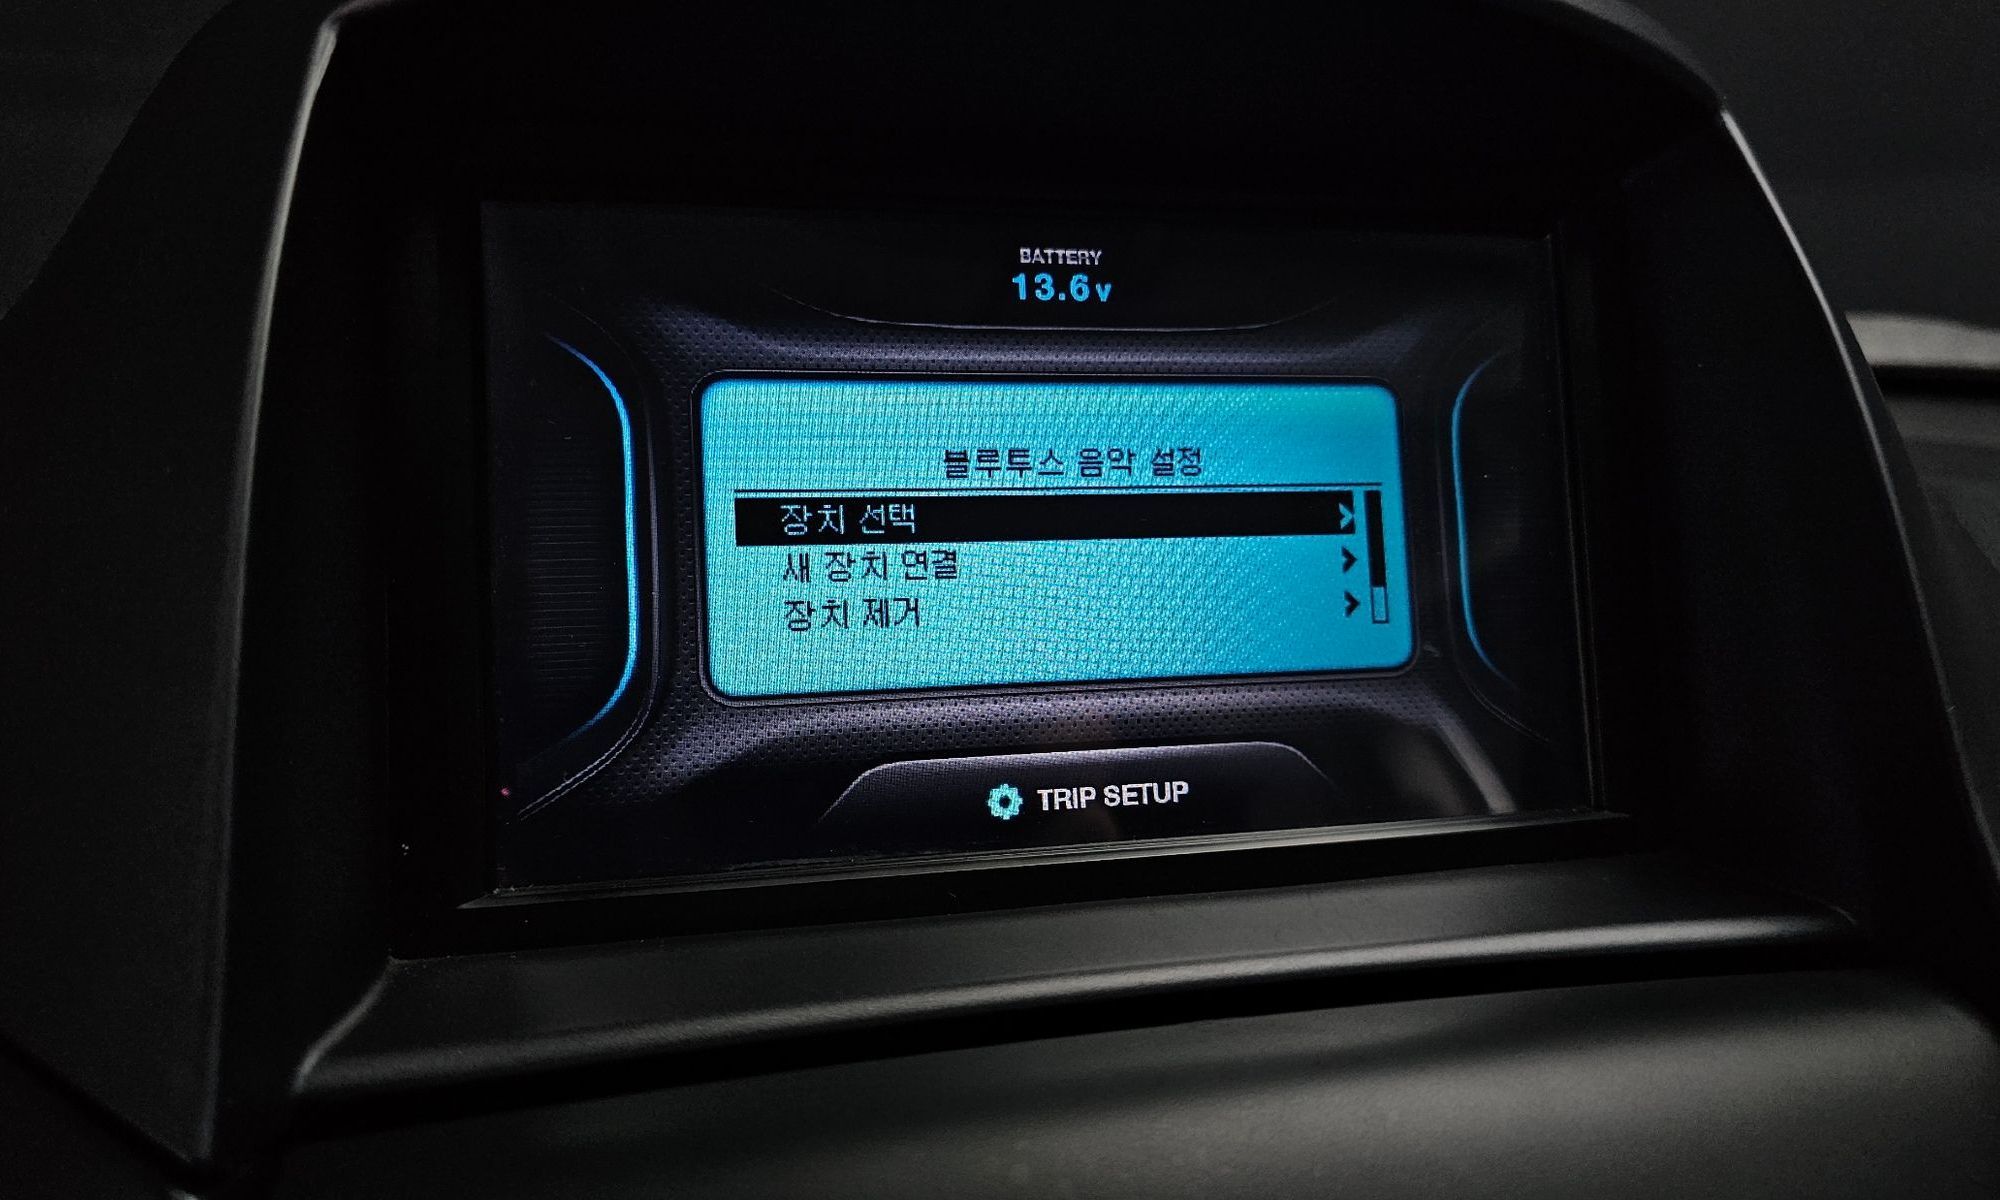 BATTERY
13.6v
블루투스 음악 설정
장치 선택
새 장치 연결
장치 제거
TRIP SETUP